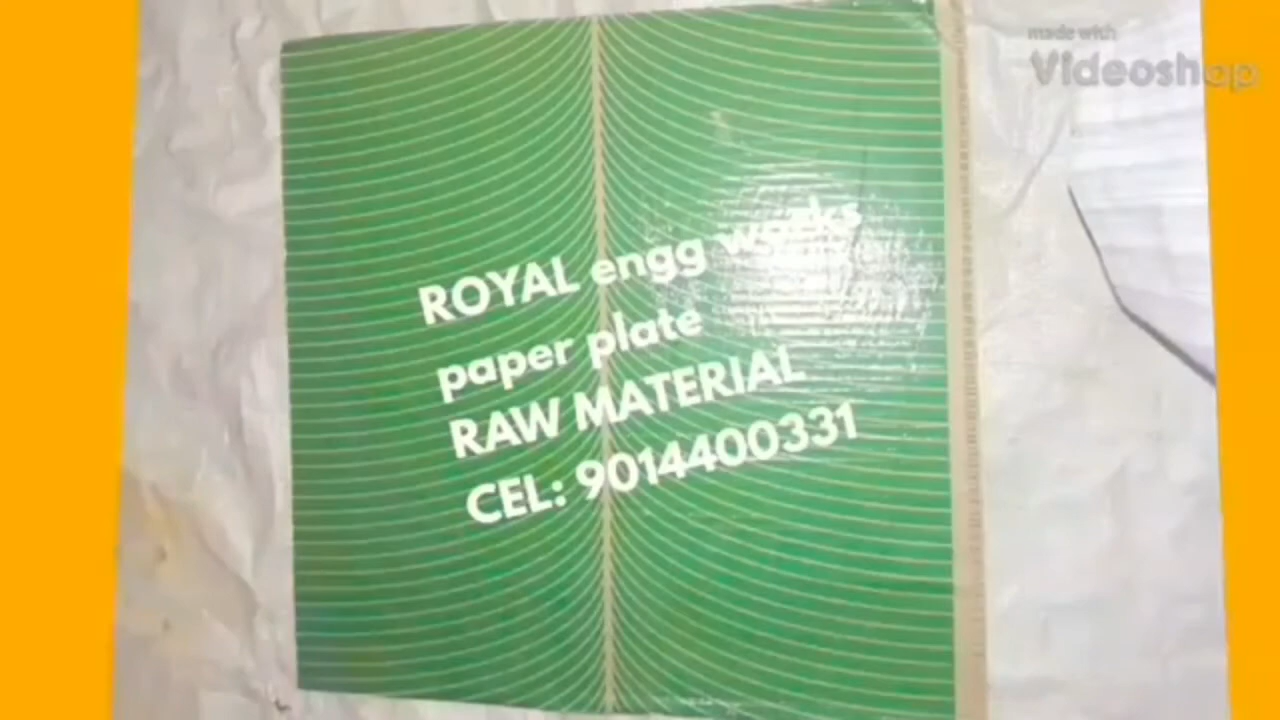 made with
Videoshop
ROYAL engg works
paper plate
RAW MATERIAL
CEL: 9014400331